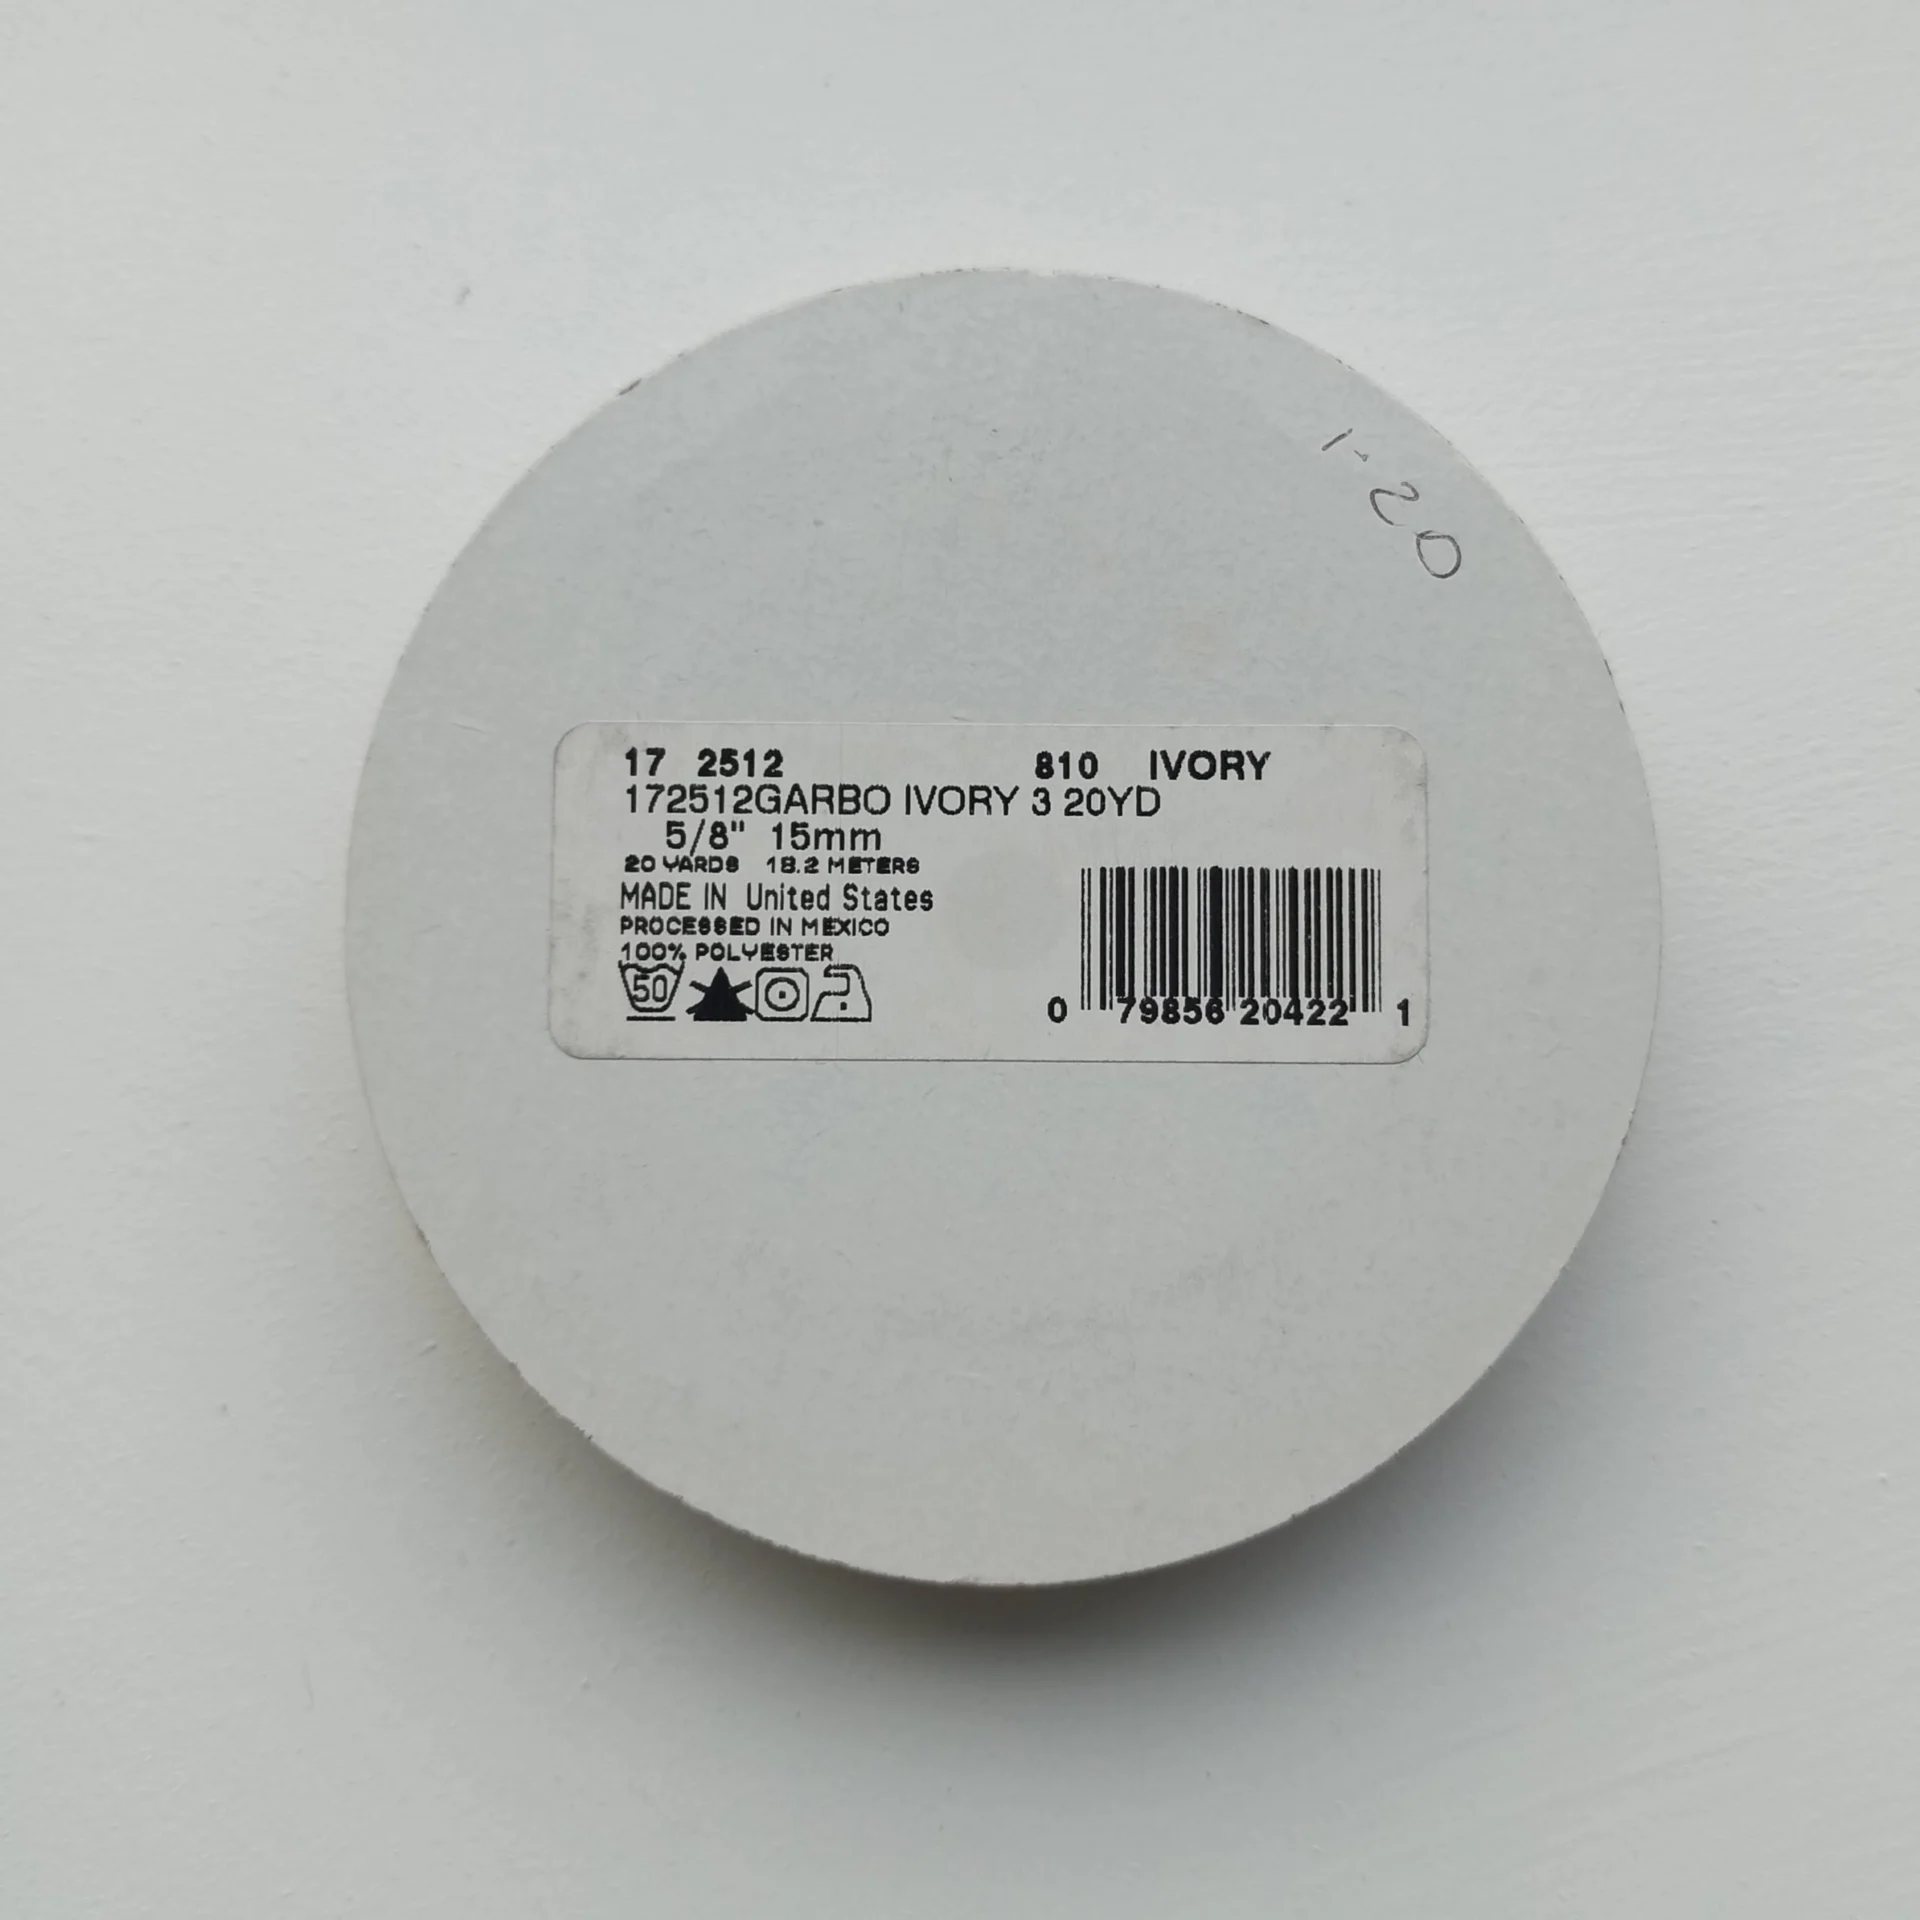 1-20
17 2512 810 IVORY
172512GARBO IVORY 3 20YD
5/8" 15mm
20 YARDS 18.2 METERS
MADE IN United States
PROCESSED IN MEXICO
100% POLYESTER
50
0 79856 20422 1